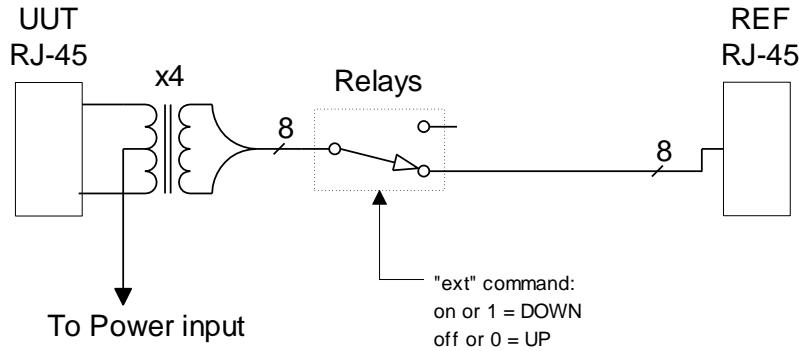 UUT
RJ-45
REF
RJ-45
x4
Relays
8
8
"ext" command:
on or 1 = DOWN
off or 0 = UP
To Power input